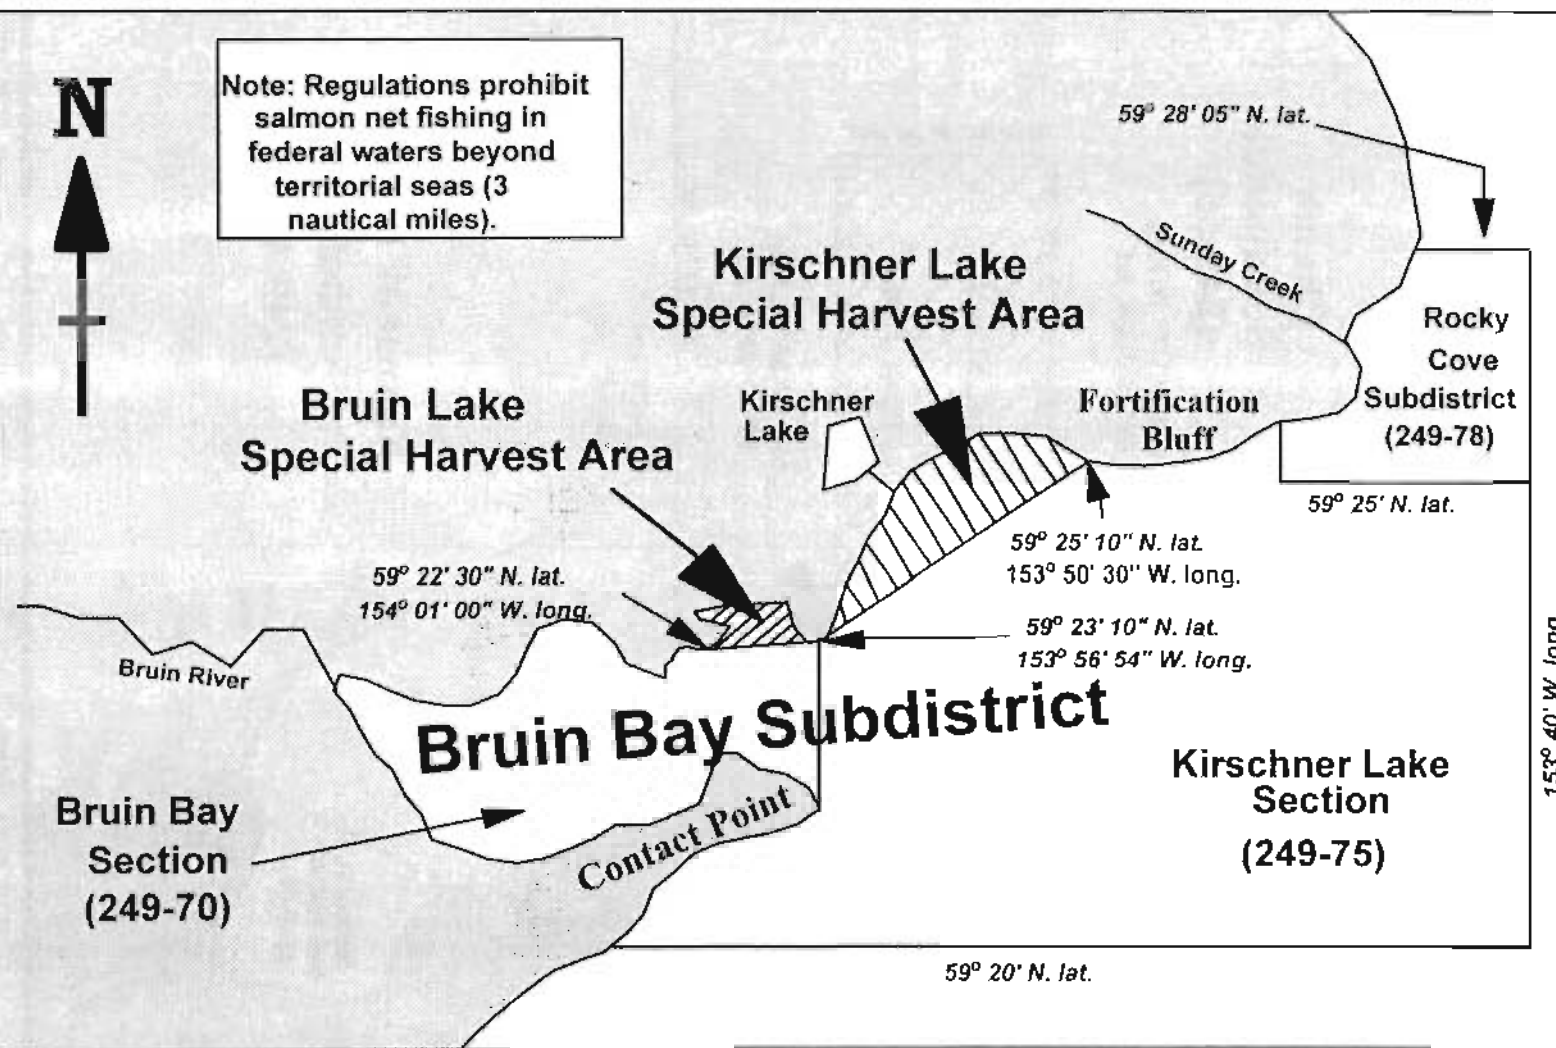 N
Note: Regulations prohibit
salmon net fishing in
federal waters beyond
territorial seas (3
nautical miles).
59° 28' 05" N. lat.
Sunday Creek
Kirschner Lake
Special Harvest Area
Rocky
Cove
Subdistrict
(249-78)
Bruin Lake
Special Harvest Area
Kirschner
Lake
Fortification
Bluff
59° 25' N. lat.
59° 25' 10" N. lat.
153° 50' 30" W. long.
59° 22' 30" N. lat.
154° 01' 00" W. long.
59° 23' 10" N. lat.
153° 56' 54" W. long.
153° 40' W. long
Bruin River
Bruin Bay Subdistrict
Kirschner Lake
Section
(249-75)
Bruin Bay
Section
(249-70)
Contact Point
59° 20' N. lat.